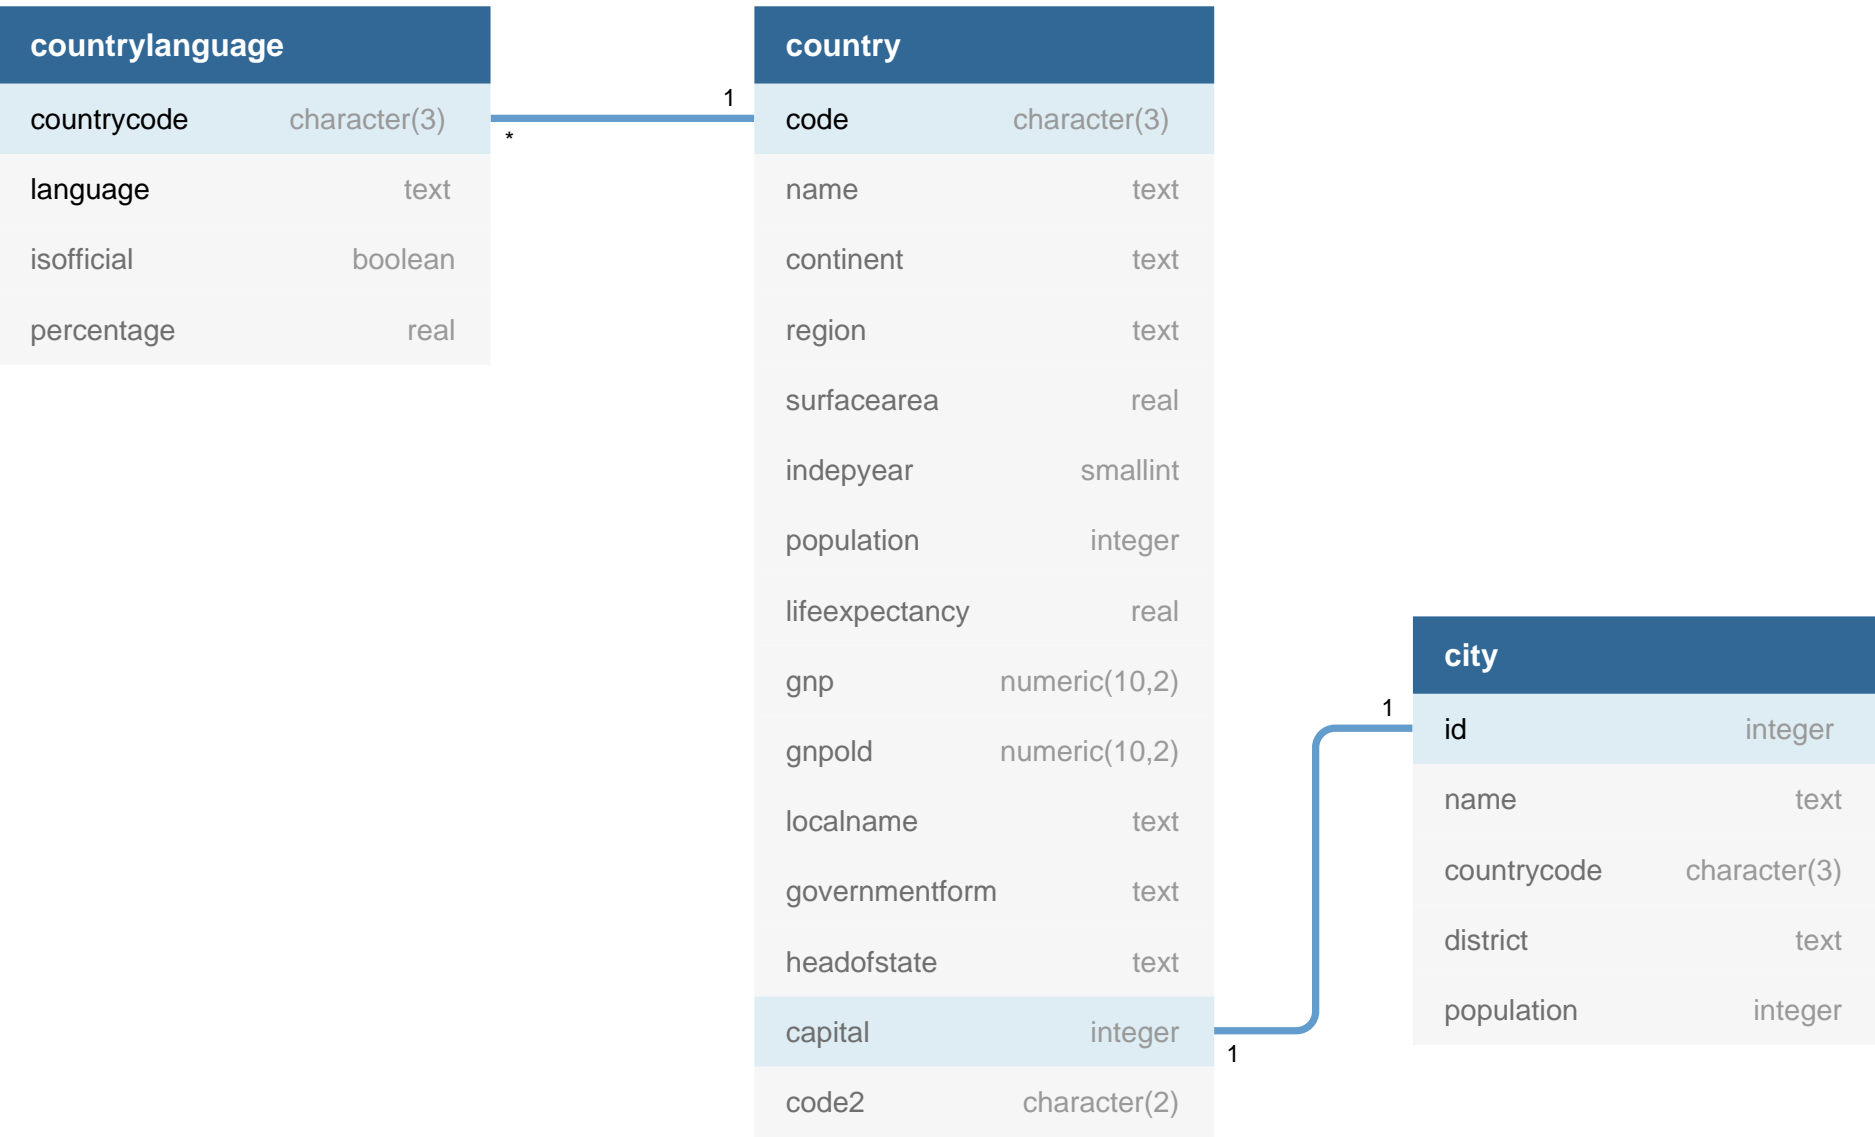 countrylanguage
countrycode character(3)
language text
isofficial boolean
percentage real
*
1
country
code character(3)
name text
continent text
region text
surfacearea real
indepyear smallint
population integer
lifeexpectancy real
gnp numeric(10,2)
gnpold numeric(10,2)
localname text
governmentform text
headofstate text
capital integer
code2 character(2)
1
1
city
id integer
name text
countrycode character(3)
district text
population integer